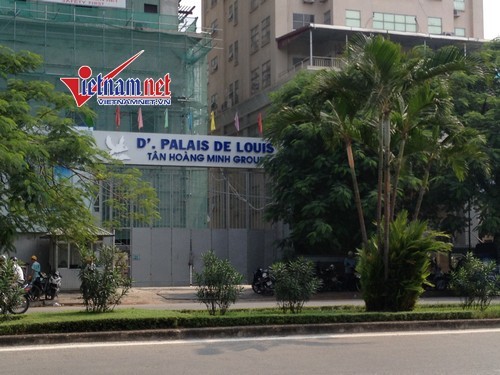 Vietnamnet
VIETNAMNET.VN
D'. PALAIS DE LOUIS
TÂN HOÀNG MINH GROUP